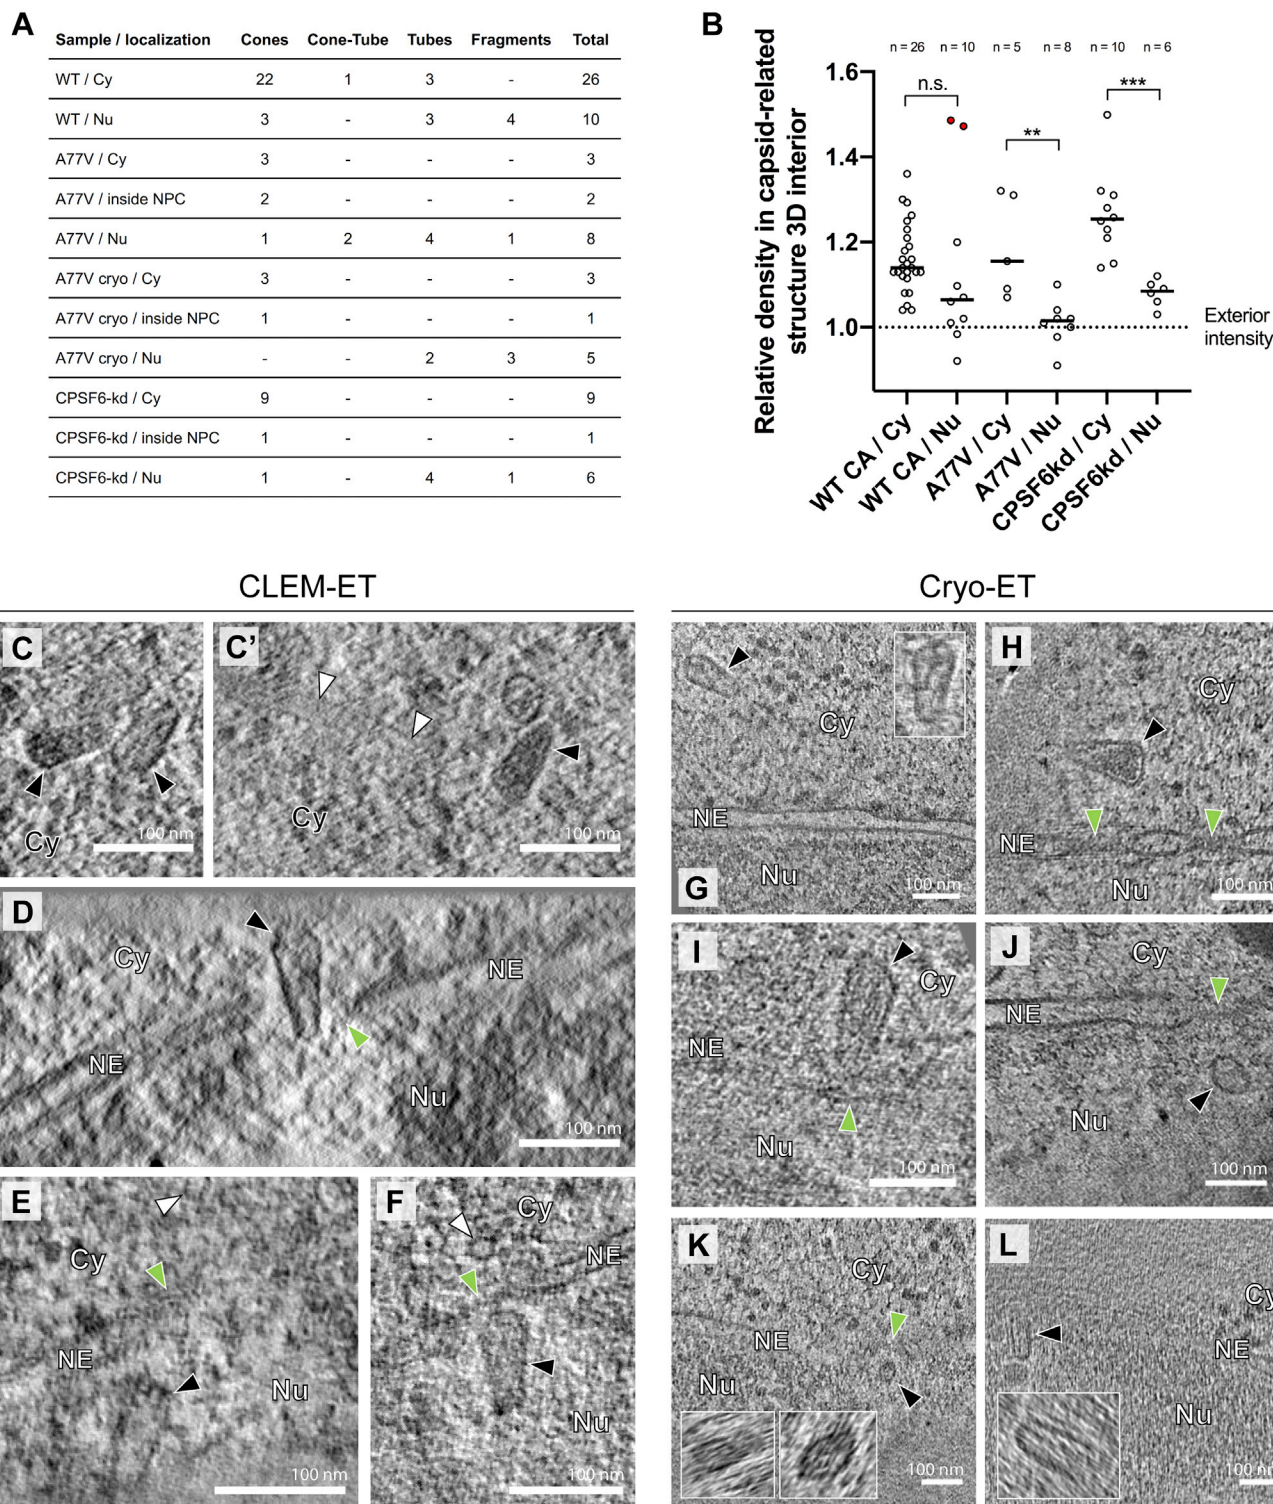 A
Sample / localization Cones Cone-Tube Tubes Fragments Total
WT / Cy 22 1 3 - 26
WT / Nu 3 - 3 4 10
A77V / Cy 3 - - - 3
A77V / inside NPC 2 - - - 2
A77V / Nu 1 2 4 1 8
A77V cryo / Cy 3 - - - 3
A77V cryo / inside NPC 1 - - - 1
A77V cryo / Nu - - 2 3 5
CPSF6-kd / Cy 9 - - - 9
CPSF6-kd / inside NPC 1 - - - 1
CPSF6-kd / Nu 1 - 4 1 6
B
Relative density in capsid-related
structure 3D interior
n = 26 n = 10 n = 5 n = 8 n = 10 n = 6
1.6
1.4
1.2
1.0
n.s.
**
***
Exterior
intensity
WT CA / Cy
WT CA / Nu
A77V / Cy
A77V / Nu
CPSF6kd / Cy
CPSF6kd / Nu
CLEM-ET
C
Cy
100 nm
C’
Cy
100 nm
D
Cy
NE
NE
Nu
100 nm
E
Cy
NE
Nu
100 nm
F
Cy
NE
Nu
100 nm
Cryo-ET
Cy
NE
Nu
G
100 nm
H
Cy
NE
Nu
100 nm
I
Cy
NE
Nu
100 nm
J
Cy
NE
Nu
100 nm
K
Cy
NE
Nu
100 nm
L
Cy
NE
Nu
100 nm